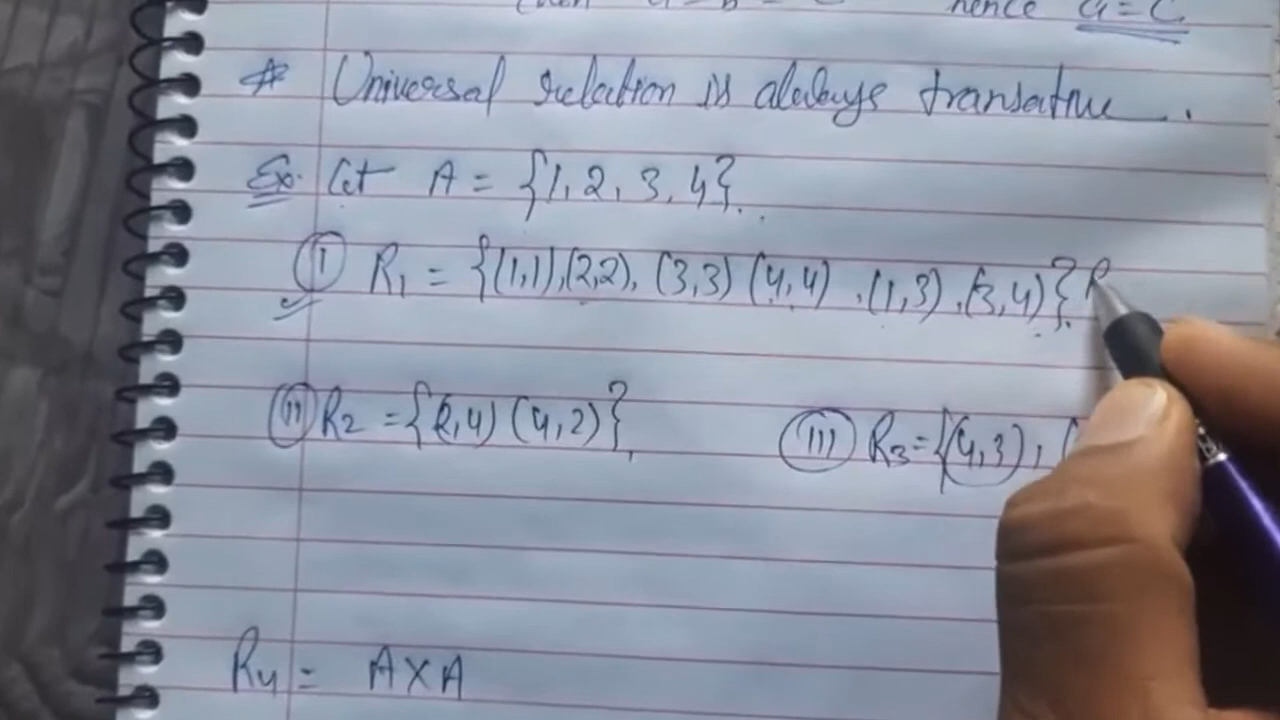 hence a = C
* Universal relation is always transative.
Ex. Let A = {1, 2, 3, 4}.
(I) R1 = {(1,1),(2,2), (3,3) (4,4) ,(1,3) ,(3,4)} R
(II) R2 = {(2,4) (4,2)},
(III) R3 = {(4,3), (
R4 = A X A